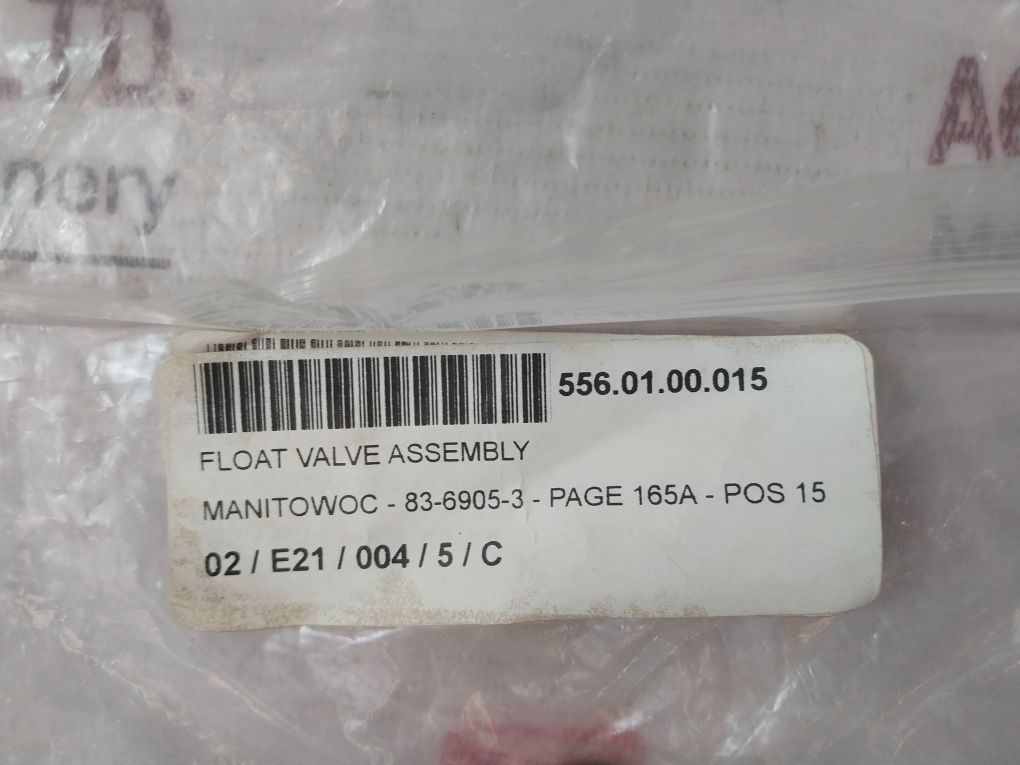 LTD.
nery
556.01.00.015
FLOAT VALVE ASSEMBLY
MANITOWOC - 83-6905-3 - PAGE 165A - POS 15
02 / E21 / 004 / 5 / C